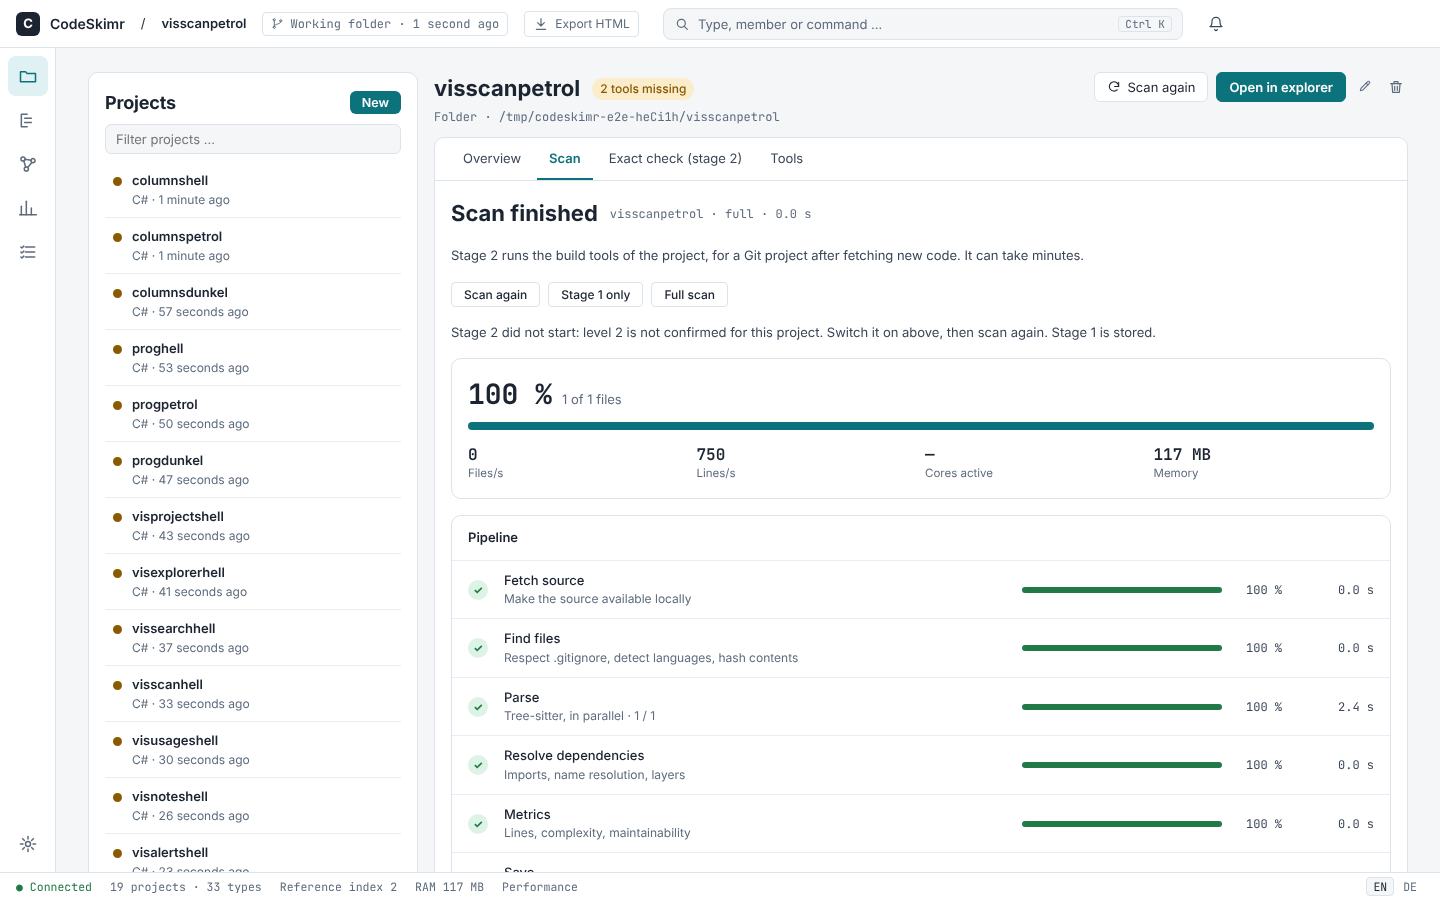 C CodeSkimr / visscanpetrol Working folder · 1 second ago Export HTML Type, member or command ... Ctrl K
Projects
New
Filter projects ...
columnshell
C# · 1 minute ago
columnspetrol
C# · 1 minute ago
columnsdunkel
C# · 57 seconds ago
proghell
C# · 53 seconds ago
progpetrol
C# · 50 seconds ago
progdunkel
C# · 47 seconds ago
visprojectshell
C# · 43 seconds ago
visexplorerhell
C# · 41 seconds ago
vissearchhell
C# · 37 seconds ago
visscanhell
C# · 33 seconds ago
visusageshell
C# · 30 seconds ago
visnoteshell
C# · 26 seconds ago
visalertshell
C# · 23 seconds ago
visscanpetrol 2 tools missing
Scan again Open in explorer
Folder · /tmp/codeskimr-e2e-heCi1h/visscanpetrol
Overview Scan Exact check (stage 2) Tools
Scan finished visscanpetrol · full · 0.0 s
Stage 2 runs the build tools of the project, for a Git project after fetching new code. It can take minutes.
Scan again Stage 1 only Full scan
Stage 2 did not start: level 2 is not confirmed for this project. Switch it on above, then scan again. Stage 1 is stored.
100 % 1 of 1 files
0 750 — 117 MB
Files/s Lines/s Cores active Memory
Pipeline
Fetch source
Make the source available locally
100 % 0.0 s
Find files
Respect .gitignore, detect languages, hash contents
100 % 0.0 s
Parse
Tree-sitter, in parallel · 1 / 1
100 % 2.4 s
Resolve dependencies
Imports, name resolution, layers
100 % 0.0 s
Metrics
Lines, complexity, maintainability
100 % 0.0 s
Save
Connected 19 projects · 33 types Reference index 2 RAM 117 MB Performance EN DE